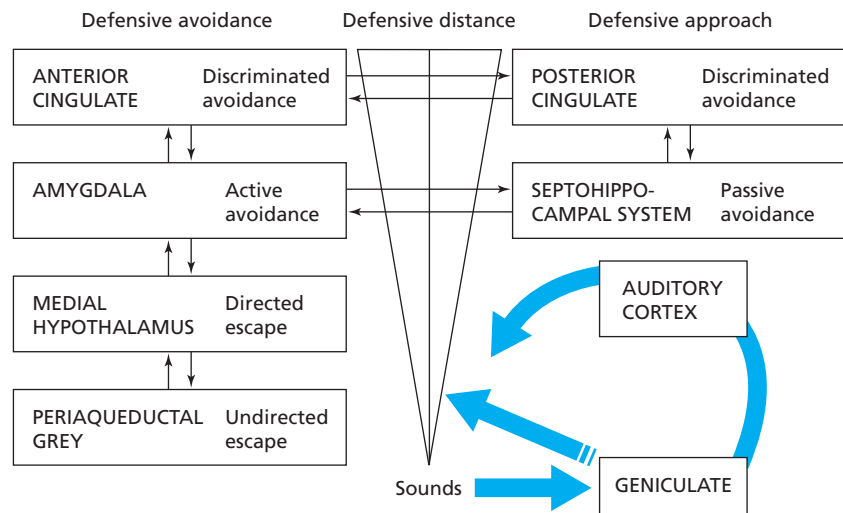 Defensive avoidance
Defensive distance
Defensive approach
ANTERIOR
CINGULATE
Discriminated
avoidance
POSTERIOR
CINGULATE
Discriminated
avoidance
AMYGDALA
Active
avoidance
SEPTOHIPPO-
CAMPAL SYSTEM
Passive
avoidance
MEDIAL
HYPOTHALAMUS
Directed
escape
AUDITORY
CORTEX
PERIAQUEDUCTAL
GREY
Undirected
escape
Sounds
GENICULATE